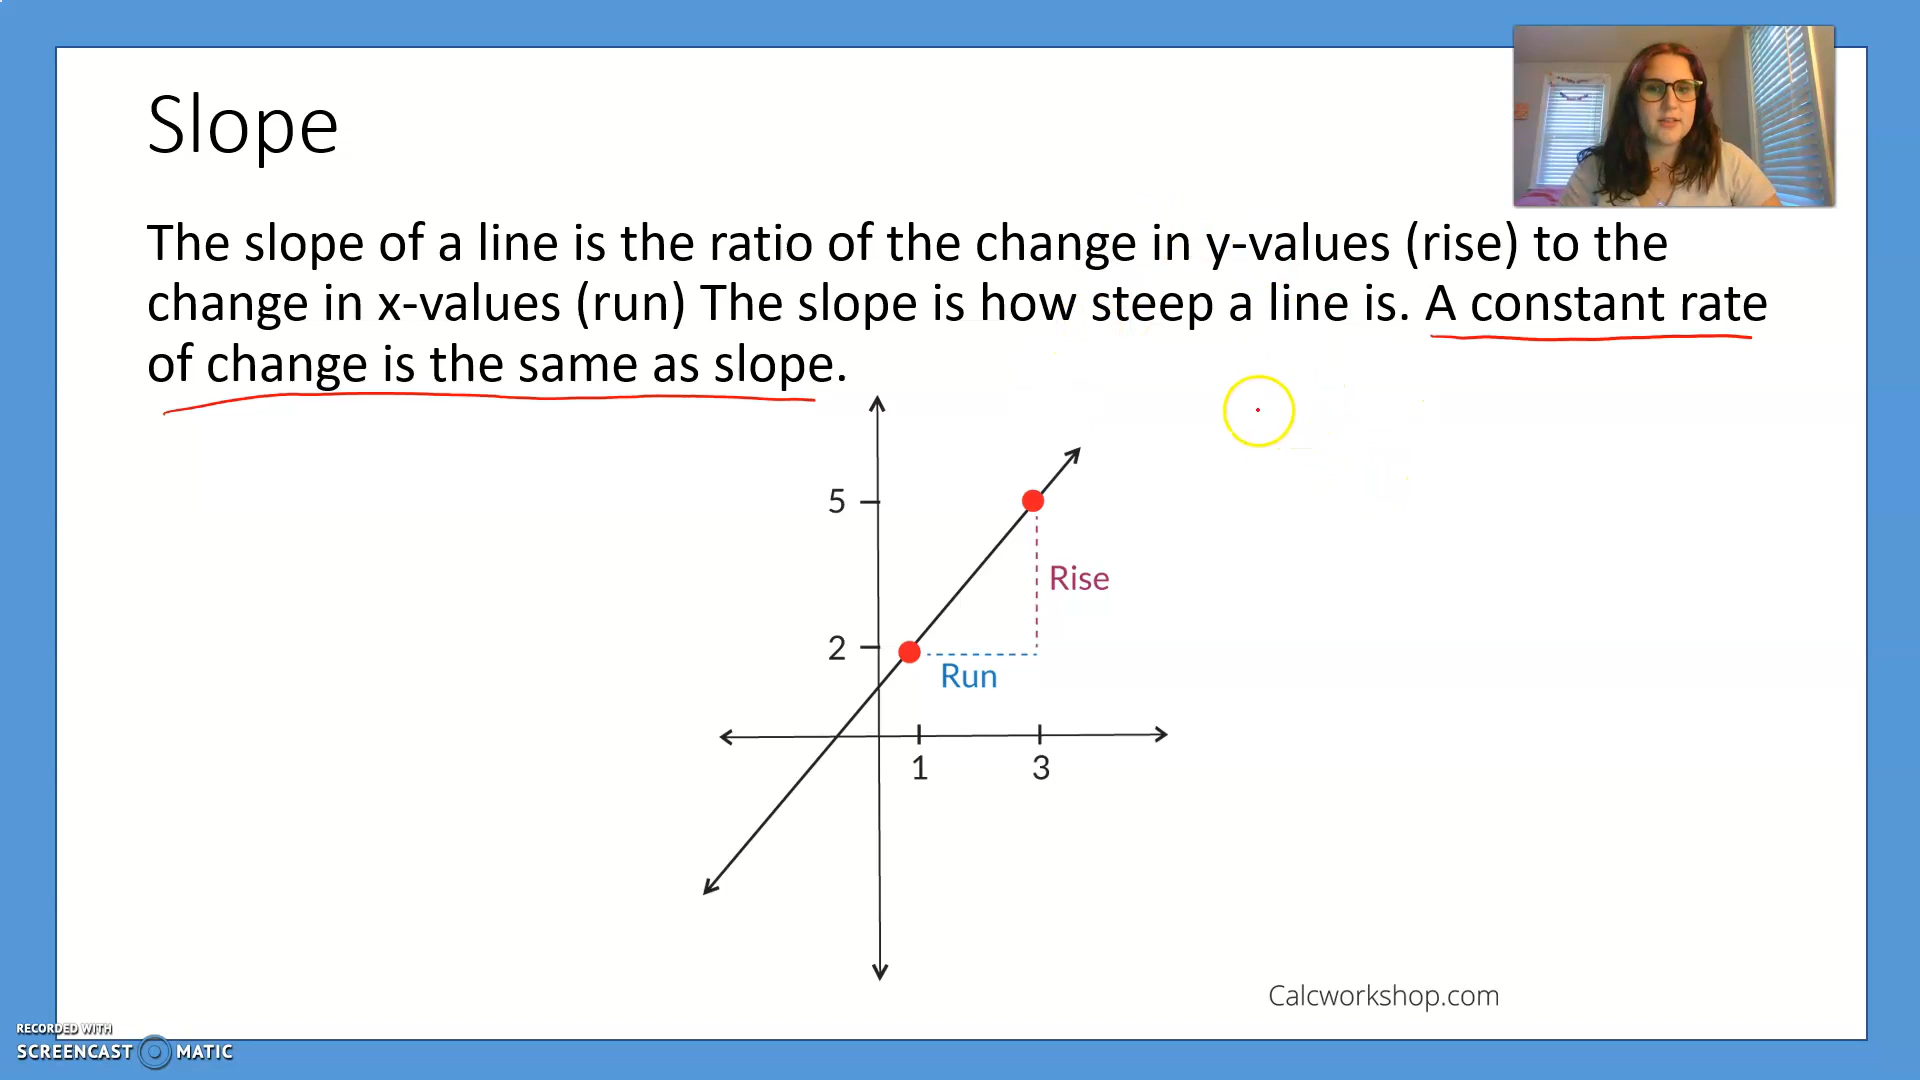 Slope
The slope of a line is the ratio of the change in y-values (rise) to the
change in x-values (run) The slope is how steep a line is. A constant rate
of change is the same as slope.
5
Rise
2
Run
1 3
Calcworkshop.com
RECORDED WITH
SCREENCAST MATIC